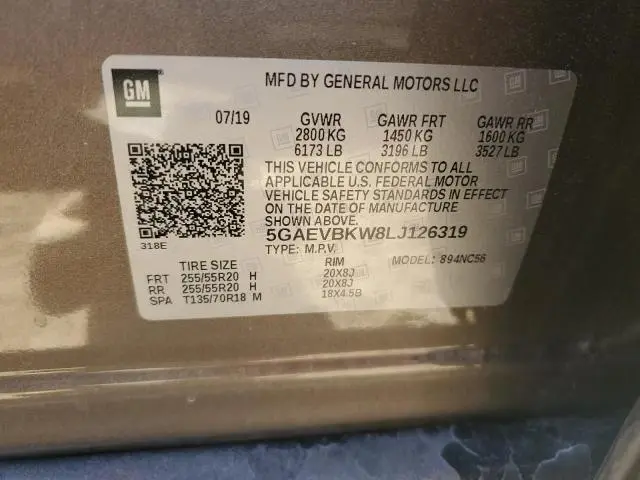 GM
MFD BY GENERAL MOTORS LLC
07/19 GVWR GAWR FRT GAWR RR
2800 KG 1450 KG 1600 KG
6173 LB 3196 LB 3527 LB
THIS VEHICLE CONFORMS TO ALL
APPLICABLE U.S. FEDERAL MOTOR
VEHICLE SAFETY STANDARDS IN EFFECT
ON THE DATE OF MANUFACTURE
SHOWN ABOVE.
318E
5GAEVBKW8LJ126319
TYPE: M.P.V. MODEL: 894NC56
TIRE SIZE RIM
FRT 255/55R20 H 20X8J
RR 255/55R20 H 20X8J
SPA T135/70R18 M 18X4.5B